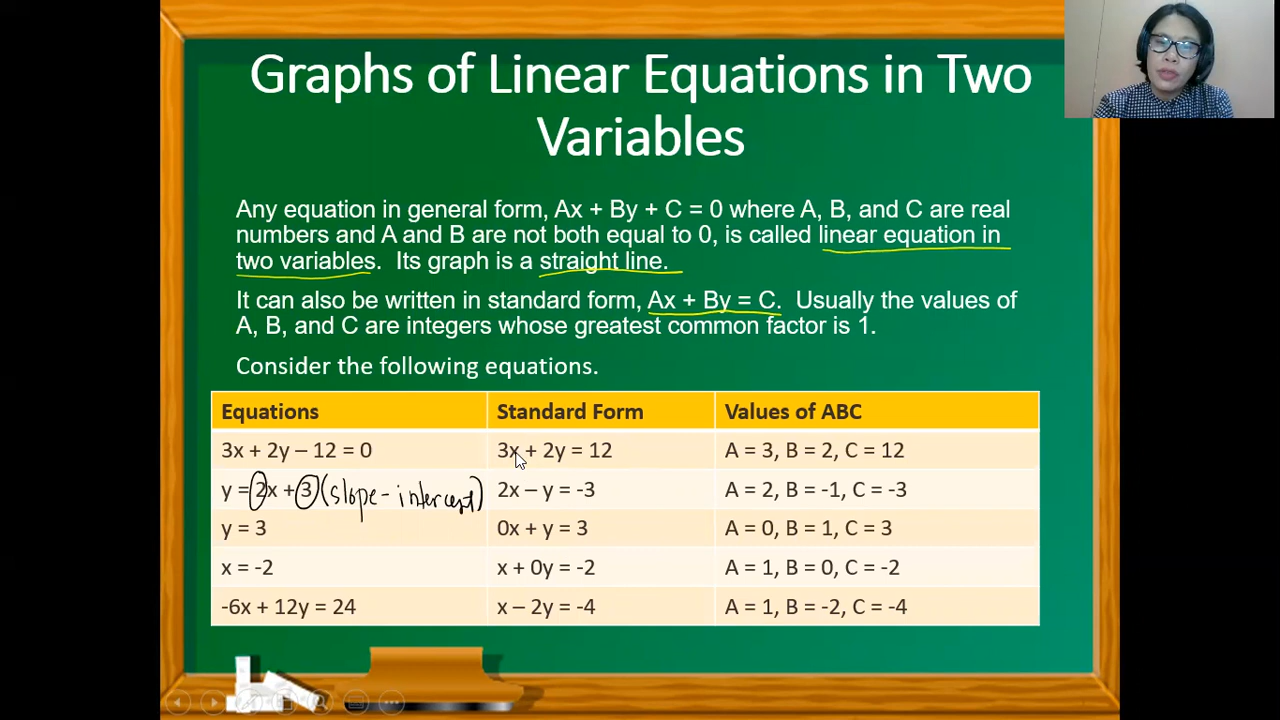 Graphs of Linear Equations in Two
Variables
Any equation in general form, Ax + By + C = 0 where A, B, and C are real
numbers and A and B are not both equal to 0, is called linear equation in
two variables. Its graph is a straight line.
It can also be written in standard form, Ax + By = C. Usually the values of
A, B, and C are integers whose greatest common factor is 1.
Consider the following equations.
Equations Standard Form Values of ABC
3x + 2y – 12 = 0 3x + 2y = 12 A = 3, B = 2, C = 12
y = 2x + 3 (slope-intercept) 2x – y = -3 A = 2, B = -1, C = -3
y = 3 0x + y = 3 A = 0, B = 1, C = 3
x = -2 x + 0y = -2 A = 1, B = 0, C = -2
-6x + 12y = 24 x – 2y = -4 A = 1, B = -2, C = -4